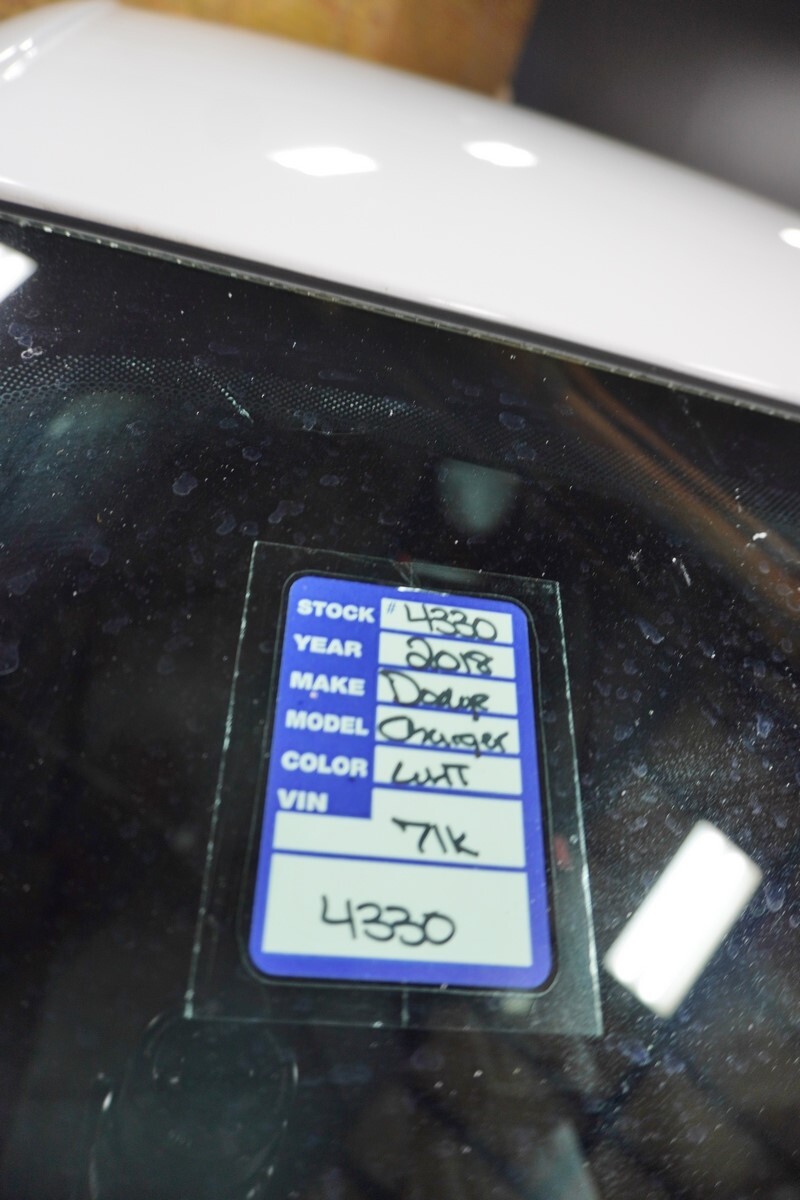 STOCK # 4330
YEAR 2018
MAKE Dodge
MODEL Charger
COLOR WHT
VIN
71K
4330